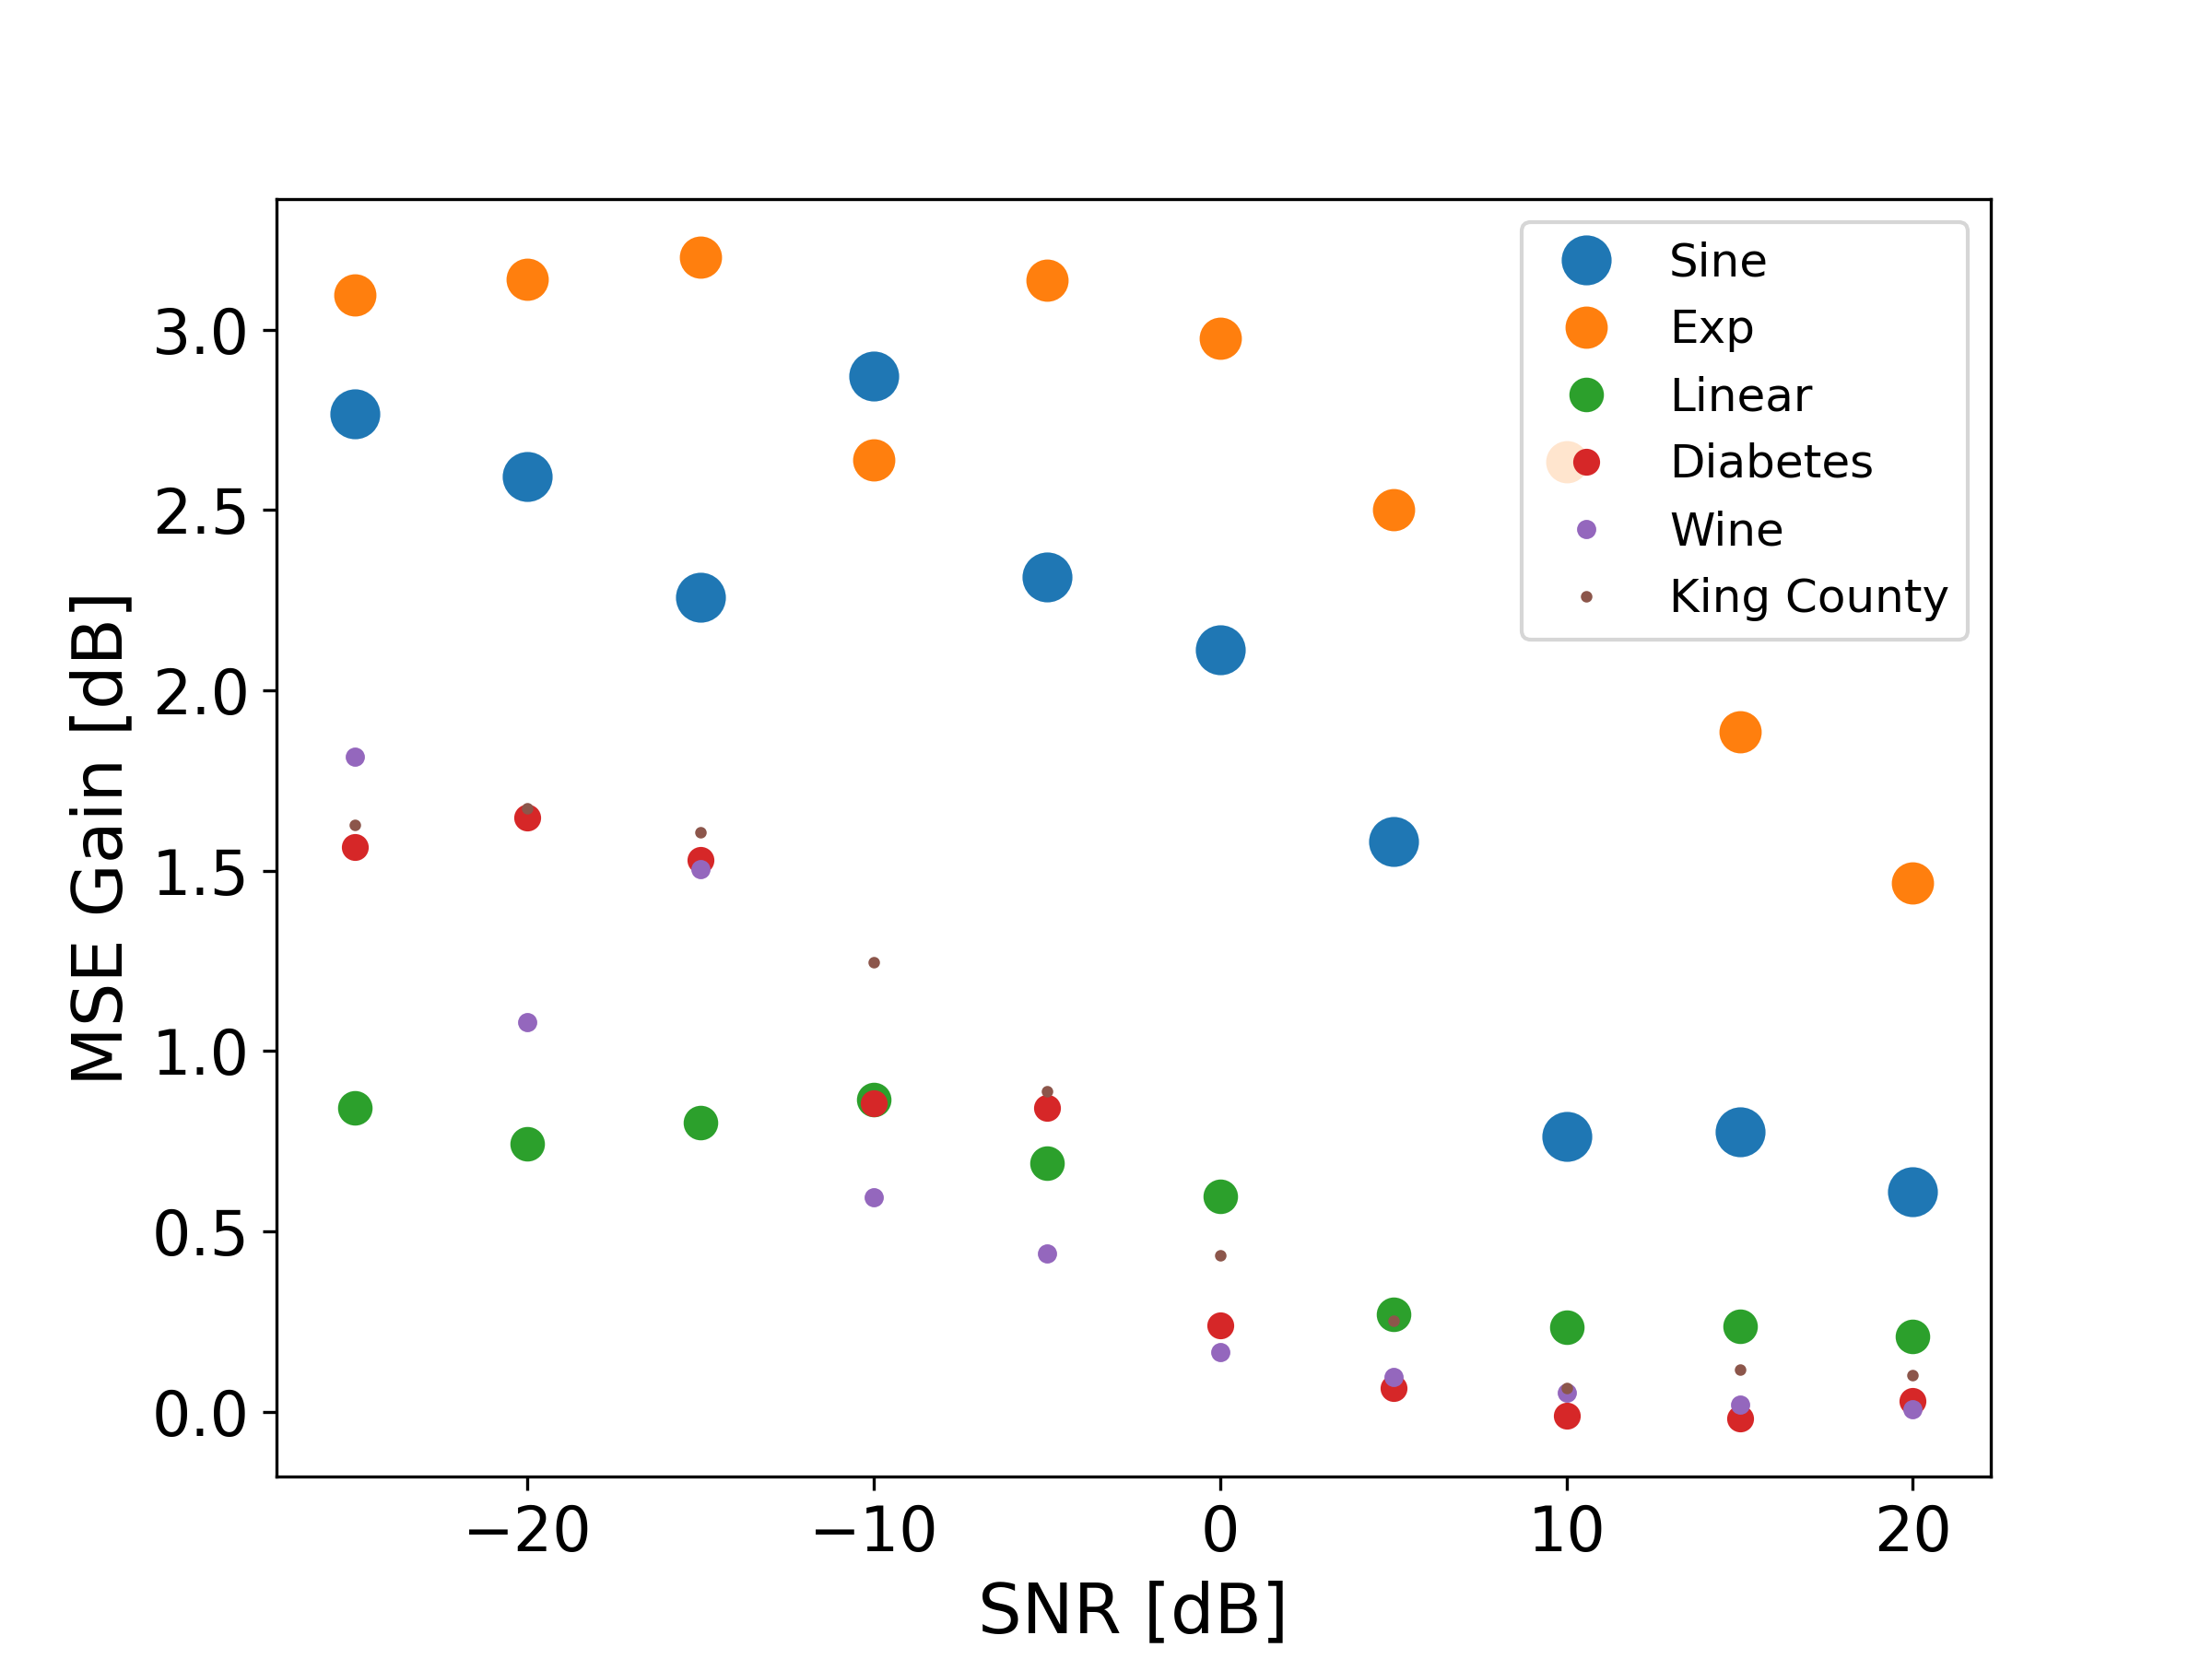 MSE Gain [dB]
3.0
2.5
2.0
1.5
1.0
0.5
0.0
Sine
Exp
Linear
Diabetes
Wine
King County
−20 −10 0 10 20
SNR [dB]